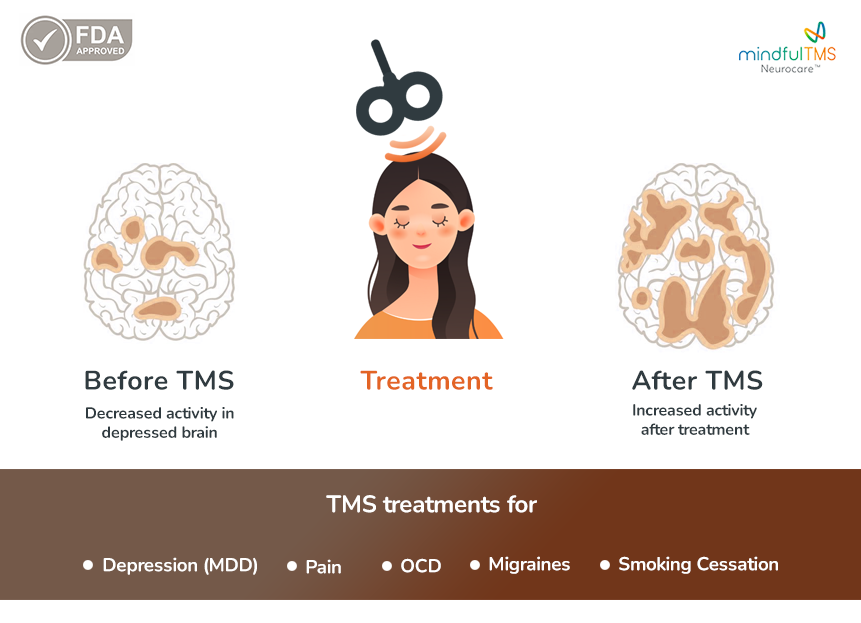 FDA
APPROVED
mindfulTMS
Neurocare™
Before TMS
Decreased activity in
depressed brain
Treatment
After TMS
Increased activity
after treatment
TMS treatments for
• Depression (MDD) • Pain • OCD • Migraines • Smoking Cessation